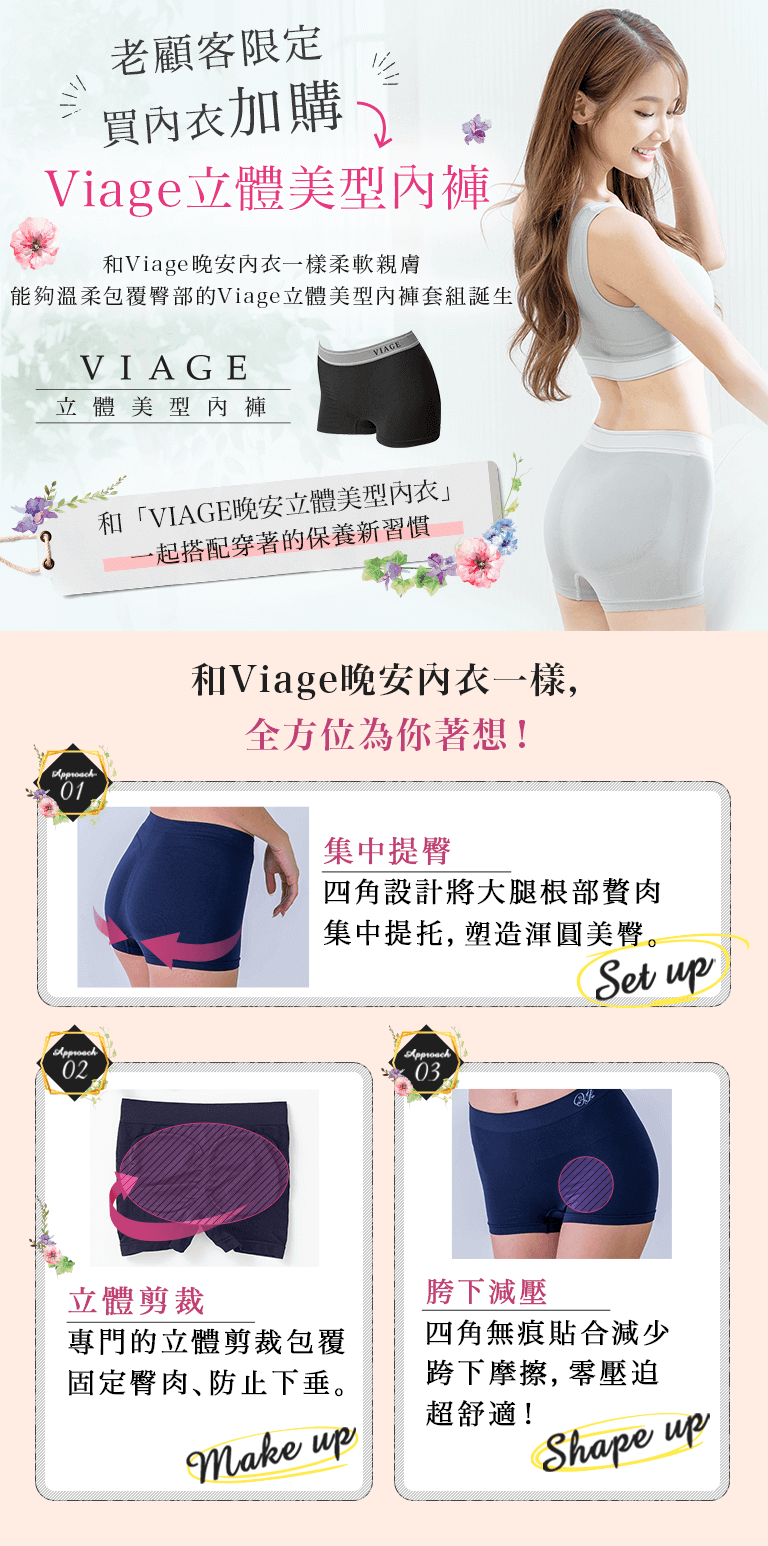 老顧客限定
買內衣加購
Viage立體美型內褲
和Viage晚安內衣一樣柔軟親膚
能夠溫柔包覆臀部的Viage立體美型內褲套組誕生
VIAGE
立體美型內褲
VIAGE
和「VIAGE晚安立體美型內衣」
一起搭配穿著的保養新習慣
和Viage晚安內衣一樣,
全方位為你著想!
Approach
01
集中提臀
四角設計將大腿根部贅肉
集中提托, 塑造渾圓美臀。
Set up
Approach
02
立體剪裁
專門的立體剪裁包覆
固定臀肉、防止下垂。
Make up
Approach
03
胯下減壓
四角無痕貼合減少
跨下摩擦, 零壓迫
超舒適!
Shape up